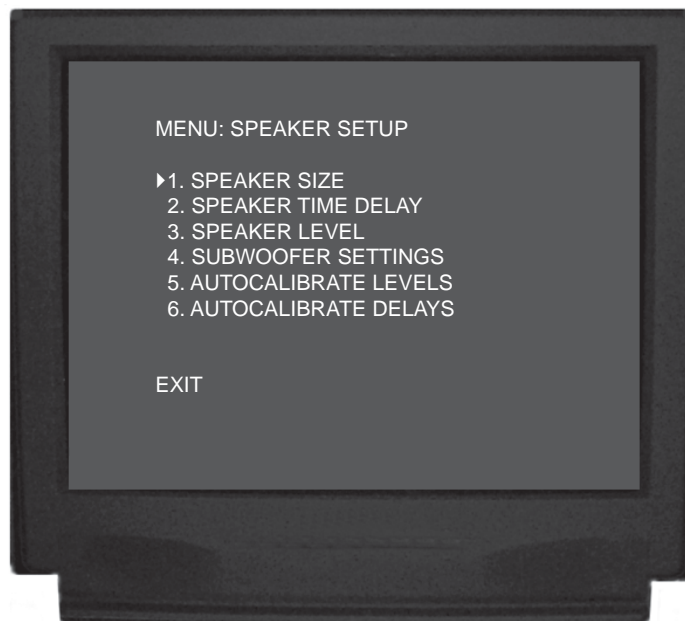 MENU: SPEAKER SETUP
▸1. SPEAKER SIZE
2. SPEAKER TIME DELAY
3. SPEAKER LEVEL
4. SUBWOOFER SETTINGS
5. AUTOCALIBRATE LEVELS
6. AUTOCALIBRATE DELAYS
EXIT